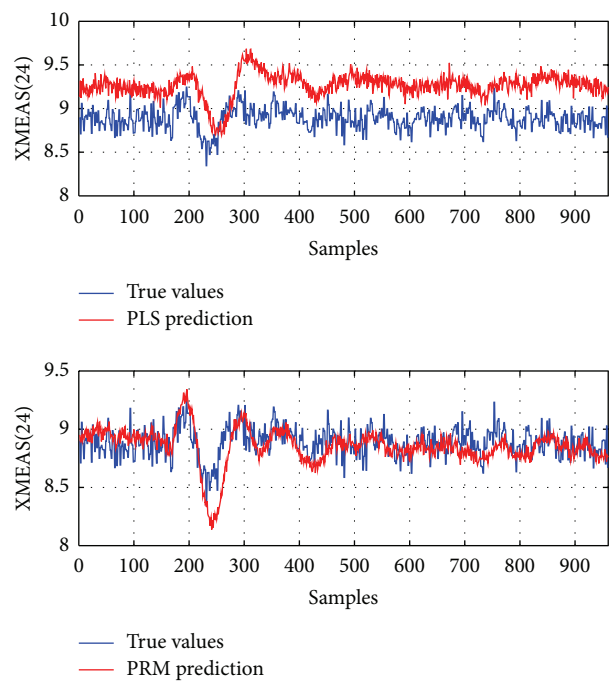 10
9.5
9
8.5
8
XMEAS(24)
0 100 200 300 400 500 600 700 800 900
Samples
True values
PLS prediction
9.5
9
8.5
8
XMEAS(24)
0 100 200 300 400 500 600 700 800 900
Samples
True values
PRM prediction